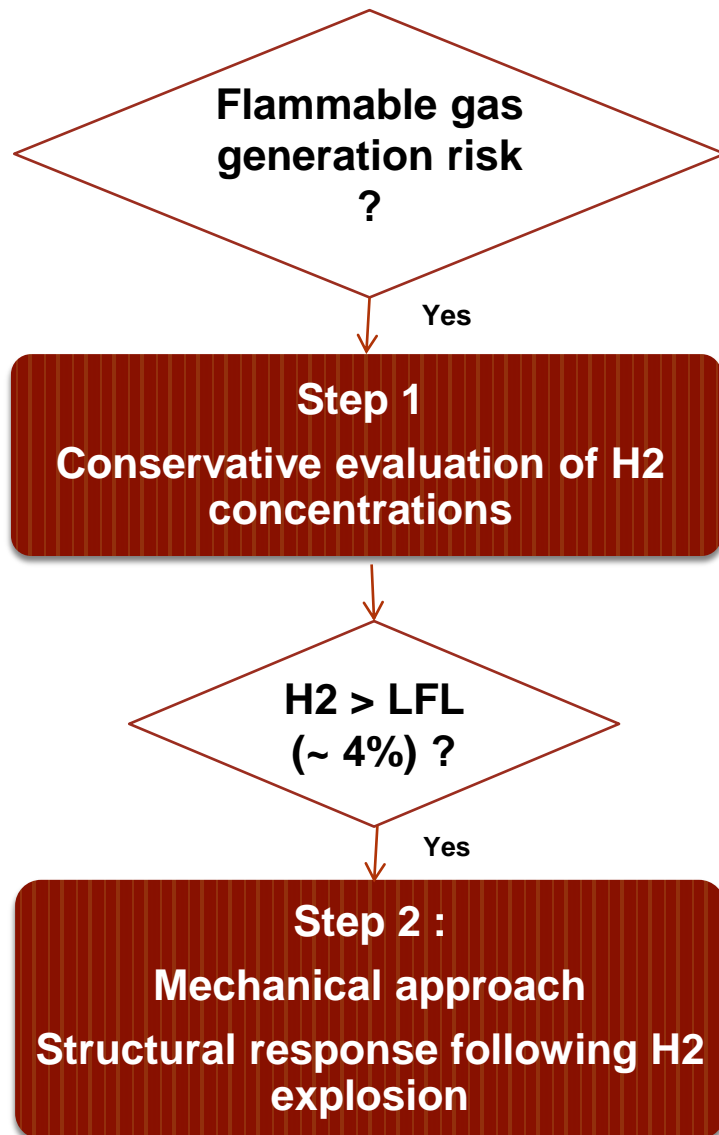 Flammable gas
generation risk
?
Yes
Step 1
Conservative evaluation of H2
concentrations
H2 > LFL
(~ 4%) ?
Yes
Step 2 :
Mechanical approach
Structural response following H2
explosion